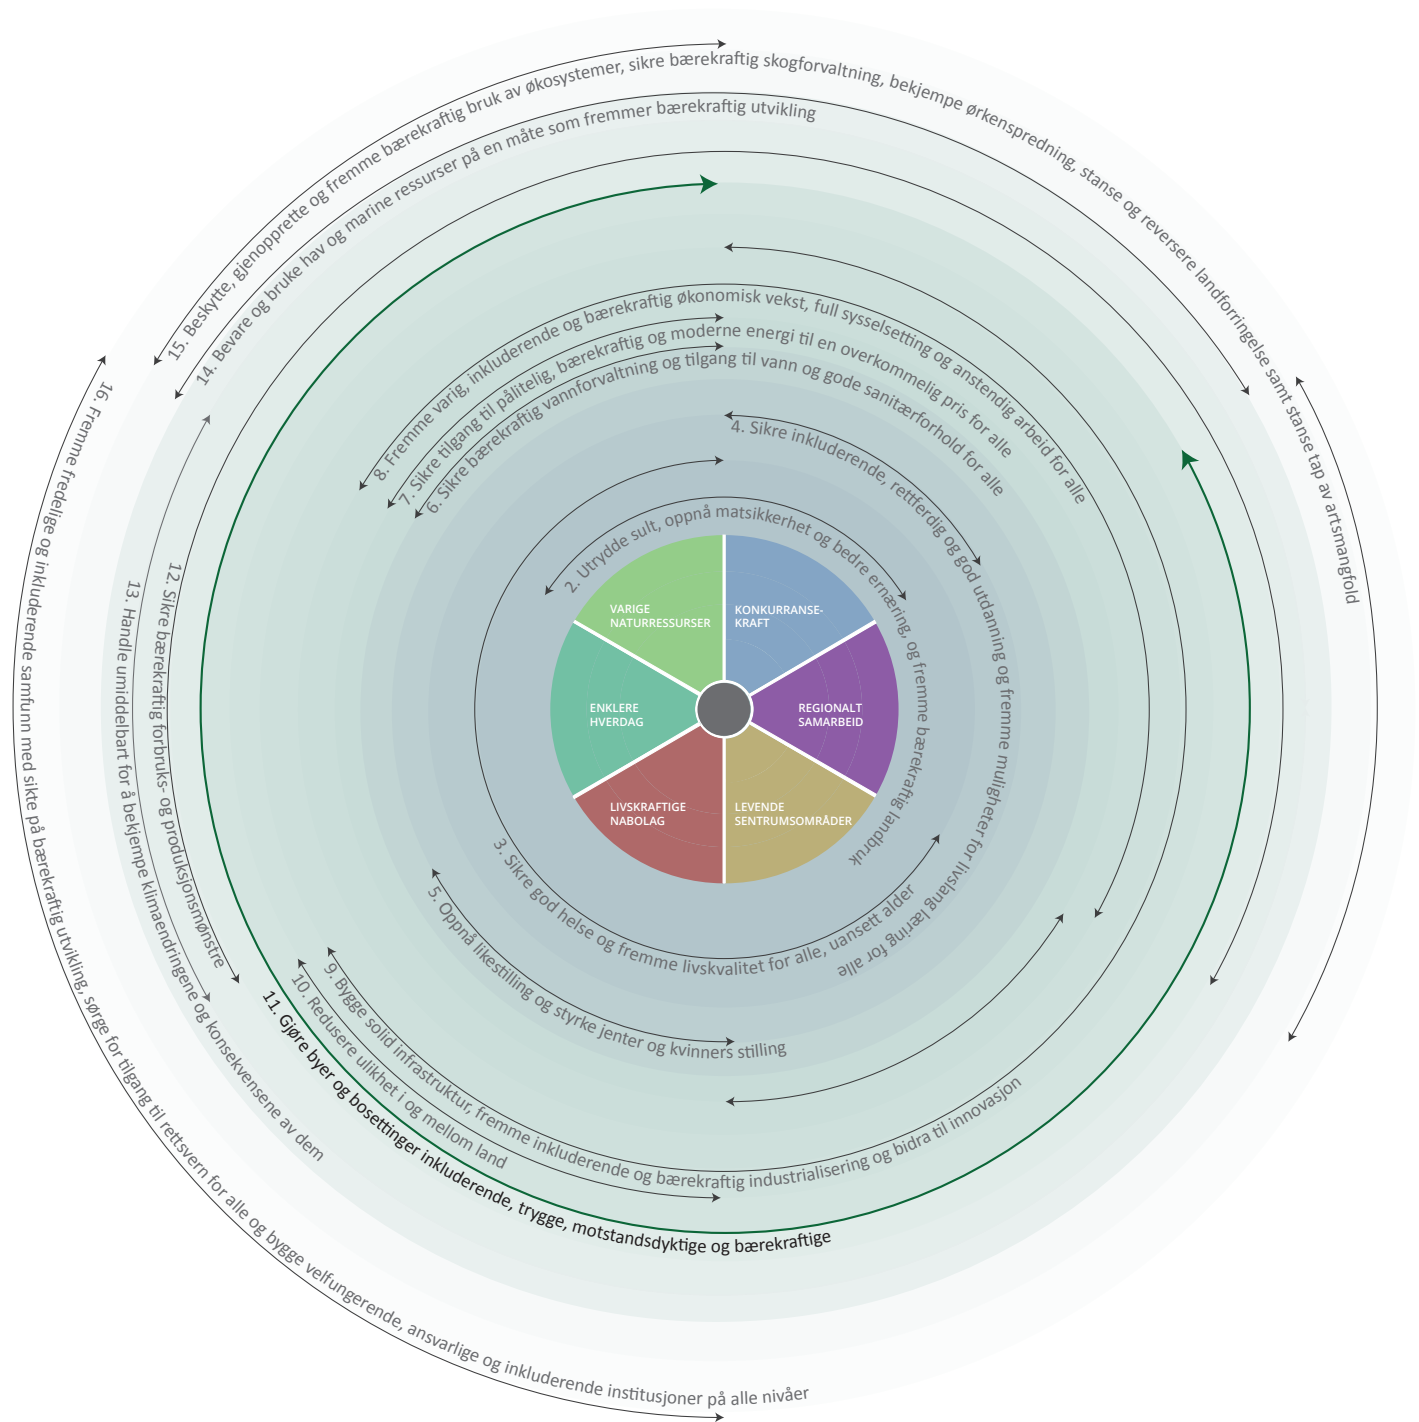 15. Beskytte, gjenopprette og fremme bærekraftig bruk av økosystemer, sikre bærekraftig skogforvaltning, bekjempe ørkenspredning, stanse og reversere landforringelse samt stanse tap av artsmangfold
14. Bevare og bruke hav og marine ressurser på en måte som fremmer bærekraftig utvikling
16. Fremme fredelige og inkluderende samfunn med sikte på bærekraftig utvikling, sørge for tilgang til rettsvern for alle og bygge velfungerende, ansvarlige og inkluderende institusjoner på alle nivåer
8. Fremme varig, inkluderende og bærekraftig økonomisk vekst, full sysselsetting og anstendig arbeid for alle
7. Sikre tilgang til pålitelig, bærekraftig og moderne energi til en overkommelig pris for alle
6. Sikre bærekraftig vannforvaltning og tilgang til vann og gode sanitærforhold for alle
4. Sikre inkluderende, rettferdig og god utdanning og fremme muligheter for livslang læring for alle
2. Utrydde sult, oppnå matsikkerhet og bedre ernæring, og fremme bærekraftig landbruk
VARIGE
NATURRESSURSER
KONKURRANSE-
KRAFT
ENKLERE
HVERDAG
REGIONALT
SAMARBEID
LIVSKRAFTIGE
NABOLAG
LEVENDE
SENTRUMSOMRÅDER
12. Sikre bærekraftig forbruks- og produksjonsmønstre
13. Handle umiddelbart for å bekjempe klimaendringene og konsekvensene av dem
3. Sikre god helse og fremme livskvalitet for alle, uansett alder
5. Oppnå likestilling og styrke jenter og kvinners stilling
9. Bygge solid infrastruktur, fremme inkluderende og bærekraftig industrialisering og bidra til innovasjon
10. Redusere ulikhet i og mellom land
11. Gjøre byer og bosettinger inkluderende, trygge, motstandsdyktige og bærekraftige